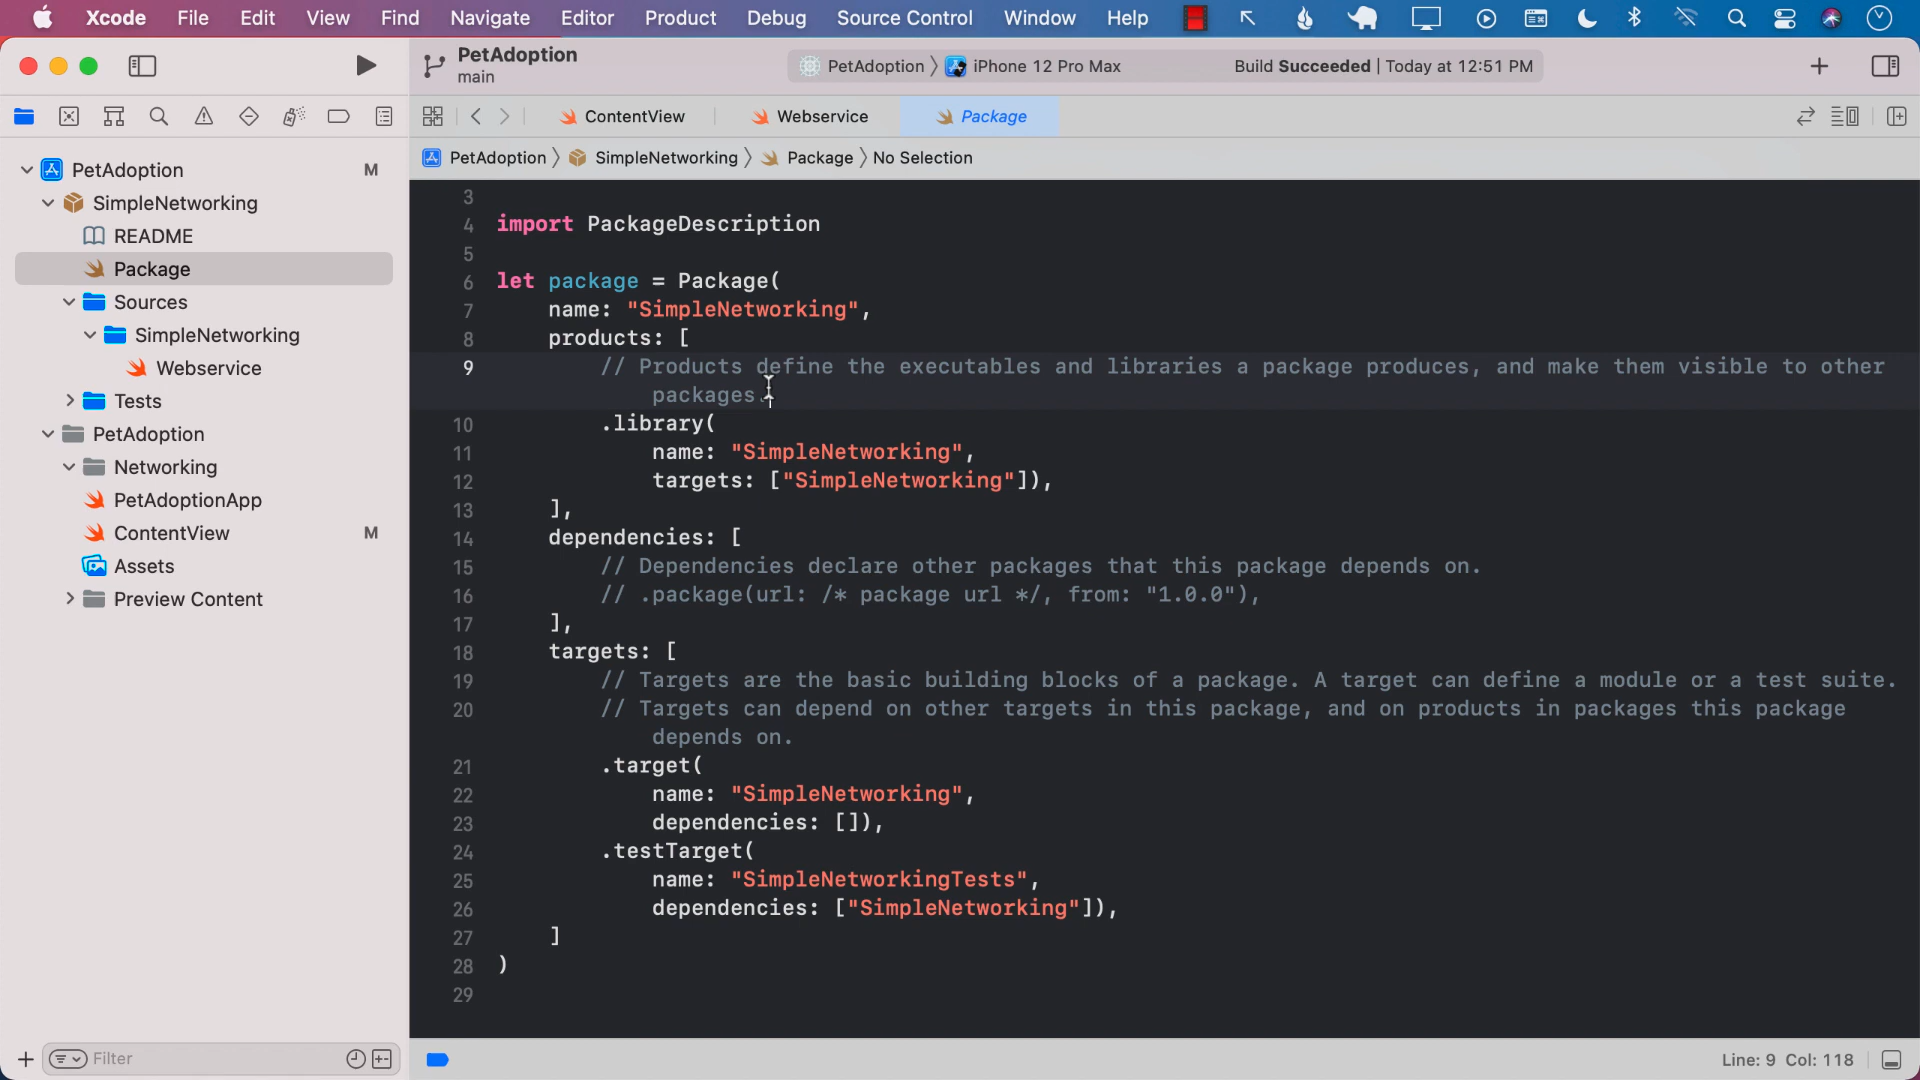 Xcode File Edit View Find Navigate Editor Product Debug Source Control Window Help
PetAdoption
main
PetAdoption iPhone 12 Pro Max Build Succeeded | Today at 12:51 PM
ContentView Webservice Package
PetAdoption SimpleNetworking Package No Selection
PetAdoption M
SimpleNetworking
README
Package
Sources
SimpleNetworking
Webservice
Tests
PetAdoption
Networking
PetAdoptionApp
ContentView M
Assets
Preview Content
Filter
3
4 import PackageDescription
5
6 let package = Package(
7 name: "SimpleNetworking",
8 products: [
9 // Products define the executables and libraries a package produces, and make them visible to other
packages.
10 .library(
11 name: "SimpleNetworking",
12 targets: ["SimpleNetworking"]),
13 ],
14 dependencies: [
15 // Dependencies declare other packages that this package depends on.
16 // .package(url: /* package url */, from: "1.0.0"),
17 ],
18 targets: [
19 // Targets are the basic building blocks of a package. A target can define a module or a test suite.
20 // Targets can depend on other targets in this package, and on products in packages this package
depends on.
21 .target(
22 name: "SimpleNetworking",
23 dependencies: []),
24 .testTarget(
25 name: "SimpleNetworkingTests",
26 dependencies: ["SimpleNetworking"]),
27 ]
28 )
29
Line: 9 Col: 118